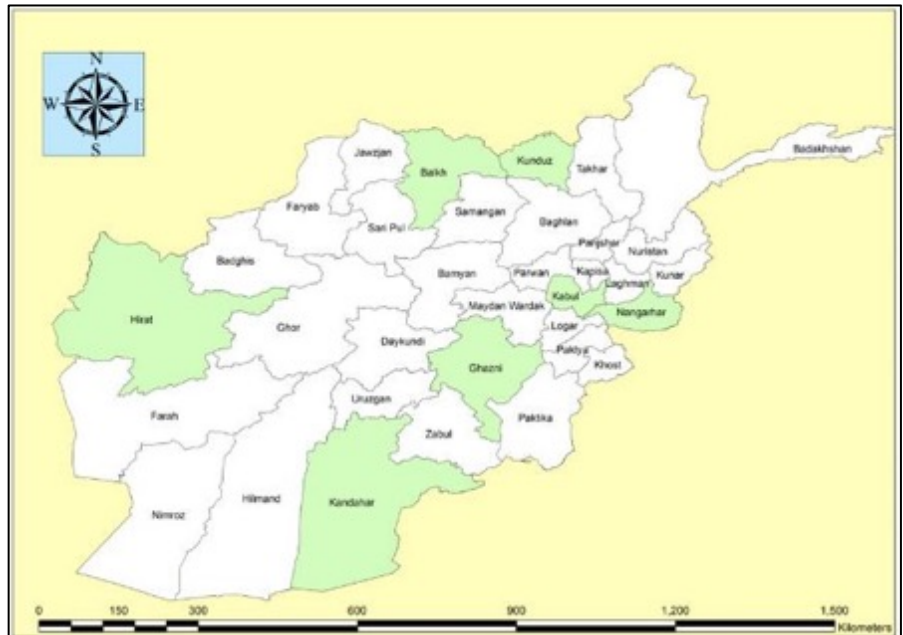 N
W E
S
Jawzjan
Balkh
Kunduz
Takhar
Badakhshan
Faryab
Sari Pul
Samangan
Baghlan
Panjshar
Nuristan
Badghis
Bamyan
Parwan
Kapisa
Laghman
Kunar
Hirat
Ghor
Maydan Wardak
Kabul
Nangarhar
Logar
Daykundi
Ghazni
Paktya
Khost
Farah
Uruzgan
Zabul
Paktika
Nimroz
Hilmand
Kandahar
0 150 300 600 900 1,200 1,500
Kilometers